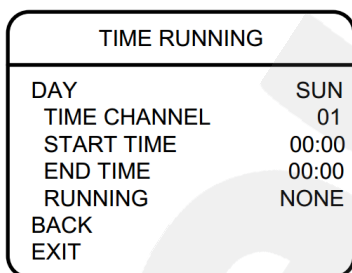 TIME RUNNING
DAY SUN
TIME CHANNEL 01
START TIME 00:00
END TIME 00:00
RUNNING NONE
BACK
EXIT